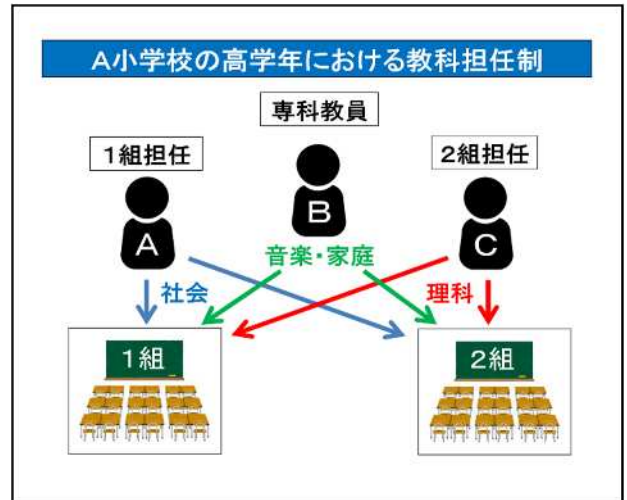 A小学校の高学年における教科担任制
専科教員
1組担任
2組担任
B
A
C
音楽・家庭
社会
理科
1組
2組